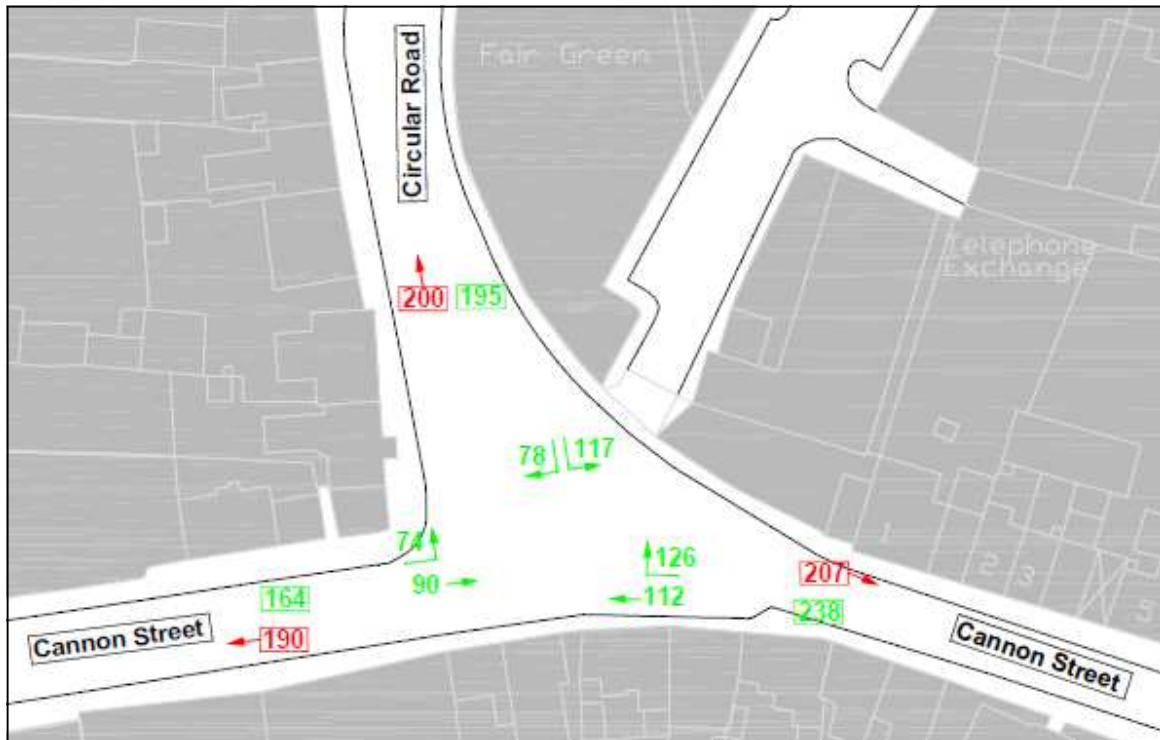 Circular Road
Fair Green
Telephone
Exchange
200
195
78
117
74
90
126
112
1
2
3
5
207
238
164
190
Cannon Street
Cannon Street